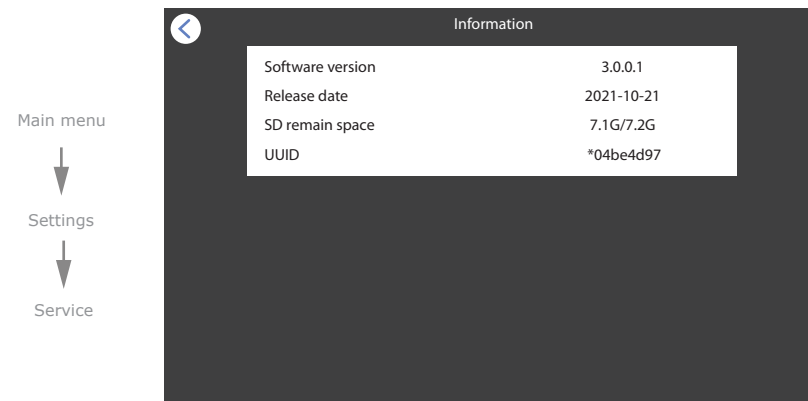 Main menu
Settings
Service
Information
Software version 3.0.0.1
Release date 2021-10-21
SD remain space 7.1G/7.2G
UUID *04be4d97